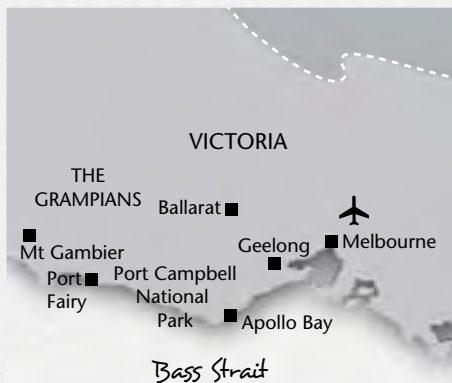 VICTORIA
THE
GRAMPIANS
Ballarat
Melbourne
Geelong
Mt Gambier
Port
Fairy
Port Campbell
National
Park
Apollo Bay
Bass Strait